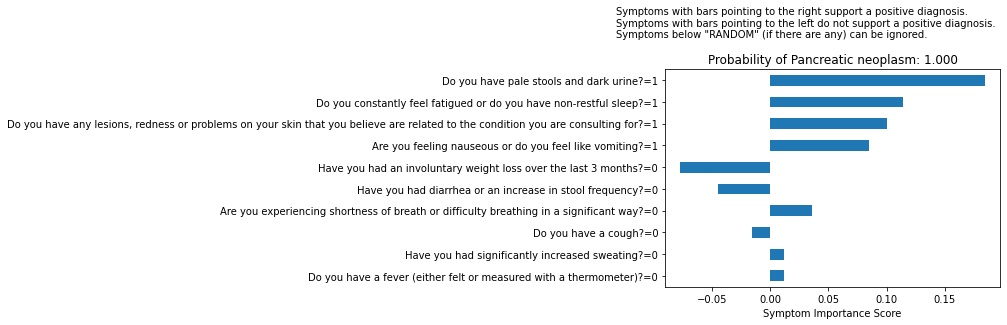 Symptoms with bars pointing to the right support a positive diagnosis.
Symptoms with bars pointing to the left do not support a positive diagnosis.
Symptoms below "RANDOM" (if there are any) can be ignored.
Probability of Pancreatic neoplasm: 1.000
Do you have pale stools and dark urine?=1
Do you constantly feel fatigued or do you have non-restful sleep?=1
Do you have any lesions, redness or problems on your skin that you believe are related to the condition you are consulting for?=1
Are you feeling nauseous or do you feel like vomiting?=1
Have you had an involuntary weight loss over the last 3 months?=0
Have you had diarrhea or an increase in stool frequency?=0
Are you experiencing shortness of breath or difficulty breathing in a significant way?=0
Do you have a cough?=0
Have you had significantly increased sweating?=0
Do you have a fever (either felt or measured with a thermometer)?=0
−0.05 0.00 0.05 0.10 0.15
Symptom Importance Score